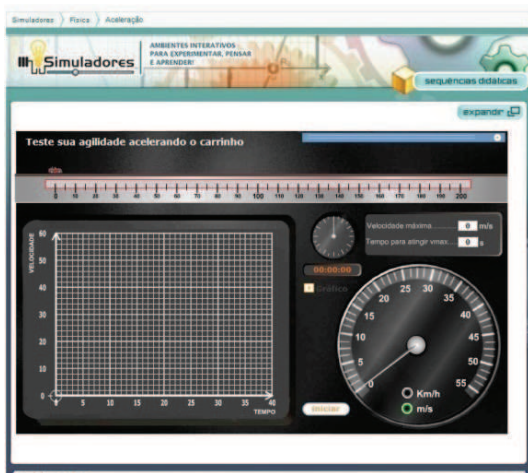 Simuladores > Física > Aceleração
Simuladores
AMBIENTES INTERATIVOS
PARA EXPERIMENTAR, PENSAR
E APRENDER!
sequências didáticas
expandir
Teste sua agilidade acelerando o carrinho
0 10 20 30 40 50 60 70 80 90 100 110 120 130 140 150 160 170 180 190 200
VELOCIDADE
60
50
40
30
20
10
0
0 5 10 15 20 25 30 35 40
TEMPO
Velocidade máxima 0 m/s
Tempo para atingir vmax 0 s
00:00:00
Gráfico
0 5 10 15 20 25 30 35 40 45 50 55
Km/h
m/s
Iniciar